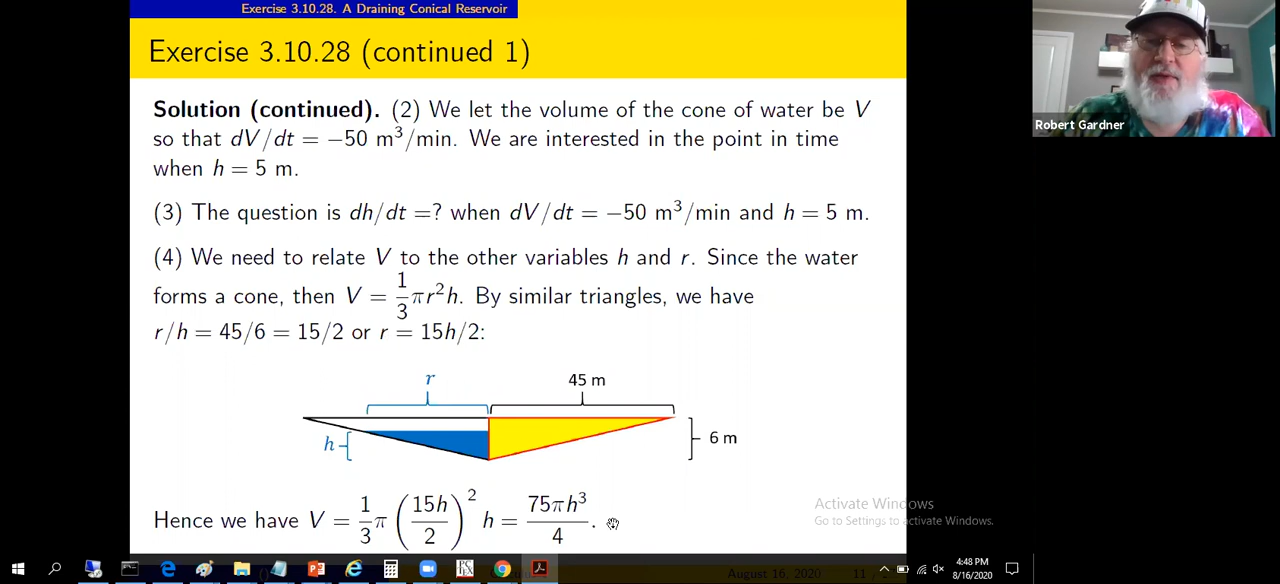 Exercise 3.10.28. A Draining Conical Reservoir
Exercise 3.10.28 (continued 1)
Robert Gardner
Solution (continued). (2) We let the volume of the cone of water be V
so that dV/dt = −50 m³/min. We are interested in the point in time
when h = 5 m.
(3) The question is dh/dt =? when dV/dt = −50 m³/min and h = 5 m.
(4) We need to relate V to the other variables h and r. Since the water
forms a cone, then V = 1/3 πr²h. By similar triangles, we have
r/h = 45/6 = 15/2 or r = 15h/2:
r
45 m
h
6 m
Hence we have V = 1/3 π (15h/2)² h = 75πh³/4.
Activate Windows
Go to Settings to activate Windows.
4:48 PM
8/16/2020
August 16, 2020 11